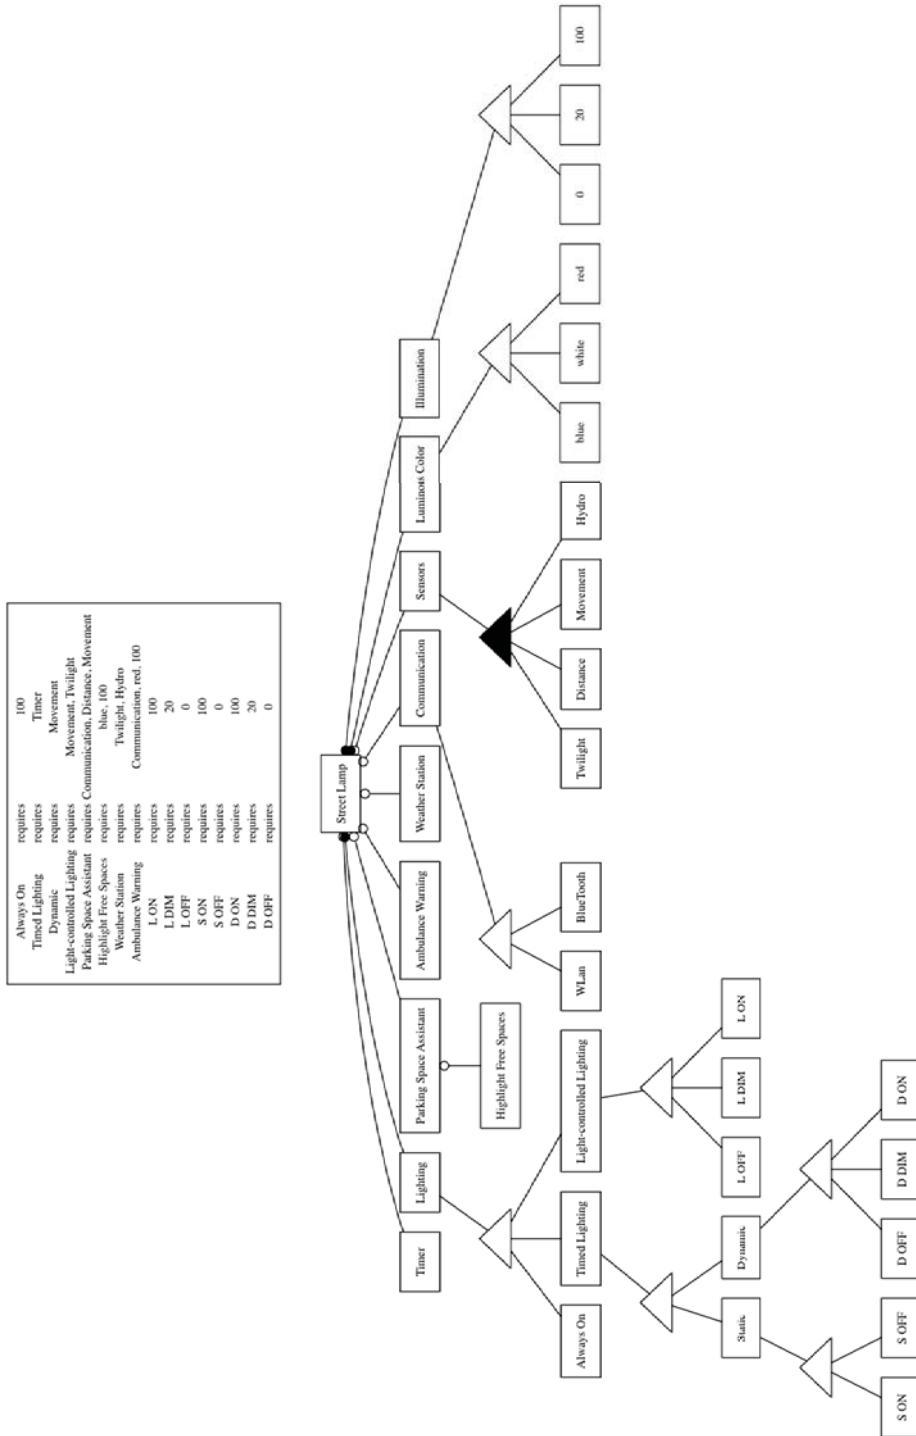 Always On requires 100
Timed Lighting requires Timer
Dynamic requires Movement
Light-controlled Lighting requires Movement, Twilight
Parking Space Assistant requires Communication, Distance, Movement
Highlight Free Spaces requires blue, 100
Weather Station requires Twilight, Hydro
Ambulance Warning requires Communication, red, 100
L ON requires 100
L DIM requires 20
L OFF requires 0
S ON requires 100
S OFF requires 0
D ON requires 100
D DIM requires 20
D OFF requires 0
Street Lamp
Timer
Lighting
Parking Space Assistant
Ambulance Warning
Weather Station
Communication
Sensors
Luminors Color
Illumination
Highlight Free Spaces
Always On
Timed Lighting
Light-controlled Lighting
WLan
BlueTooth
Twilight
Distance
Movement
Hydro
blue
white
red
0
20
100
Static
Dynamic
L OFF
L DIM
L ON
S ON
S OFF
D OFF
D DIM
D ON